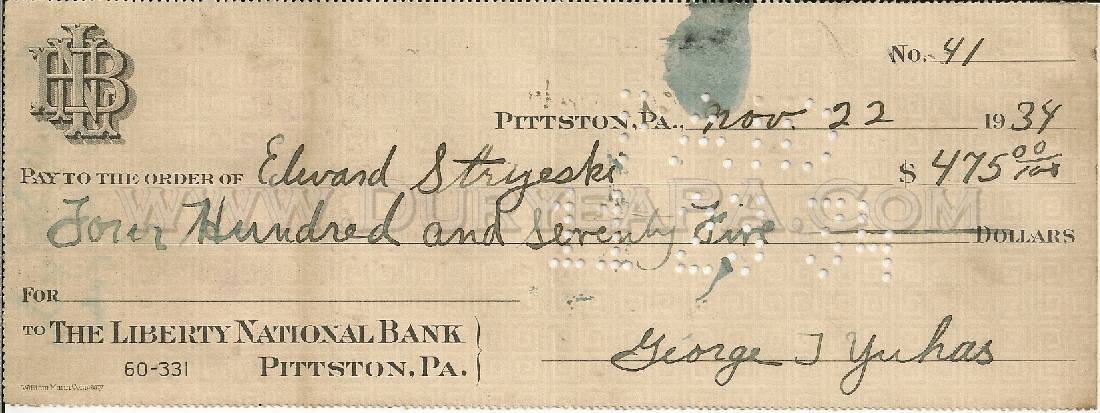 LNB
No. 41
PITTSTON, PA., Nov. 22 1934
PAY TO THE ORDER OF Edward Stryeski $ 475 00/100
Four Hundred and Seventy Five DOLLARS
WWW.DURYEAPA.COM
FOR
TO THE LIBERTY NATIONAL BANK
60-331 PITTSTON, PA.
George J Yuhas